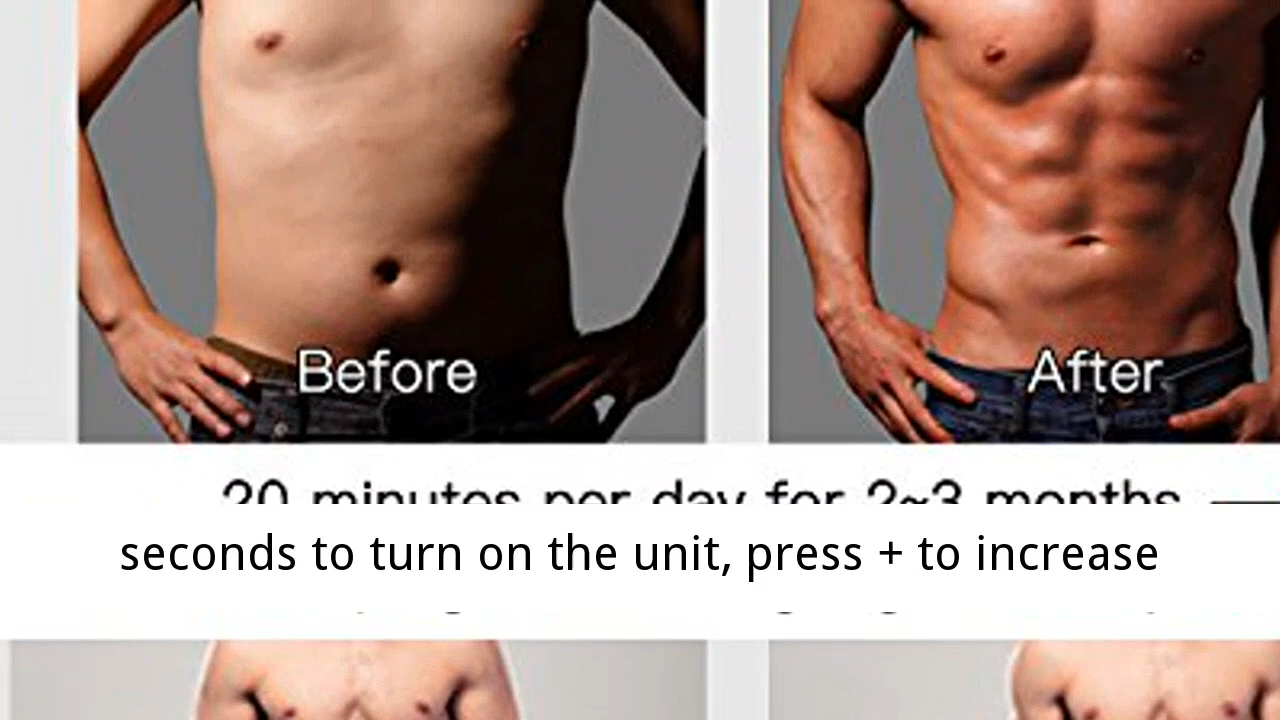 Before
After
20 minutes per day for 2~3 months
seconds to turn on the unit, press + to increase